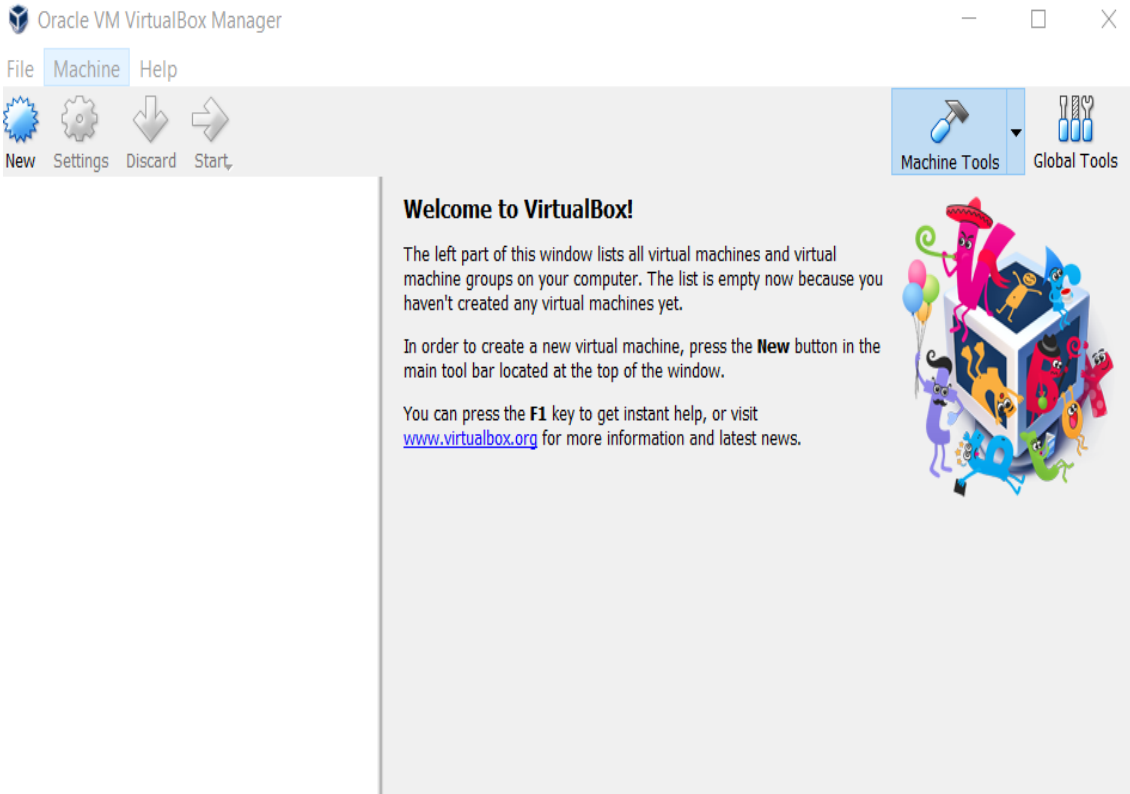 Oracle VM VirtualBox Manager
File Machine Help
New Settings Discard Start
Machine Tools Global Tools
Welcome to VirtualBox!
The left part of this window lists all virtual machines and virtual
machine groups on your computer. The list is empty now because you
haven't created any virtual machines yet.
In order to create a new virtual machine, press the New button in the
main tool bar located at the top of the window.
You can press the F1 key to get instant help, or visit
www.virtualbox.org for more information and latest news.